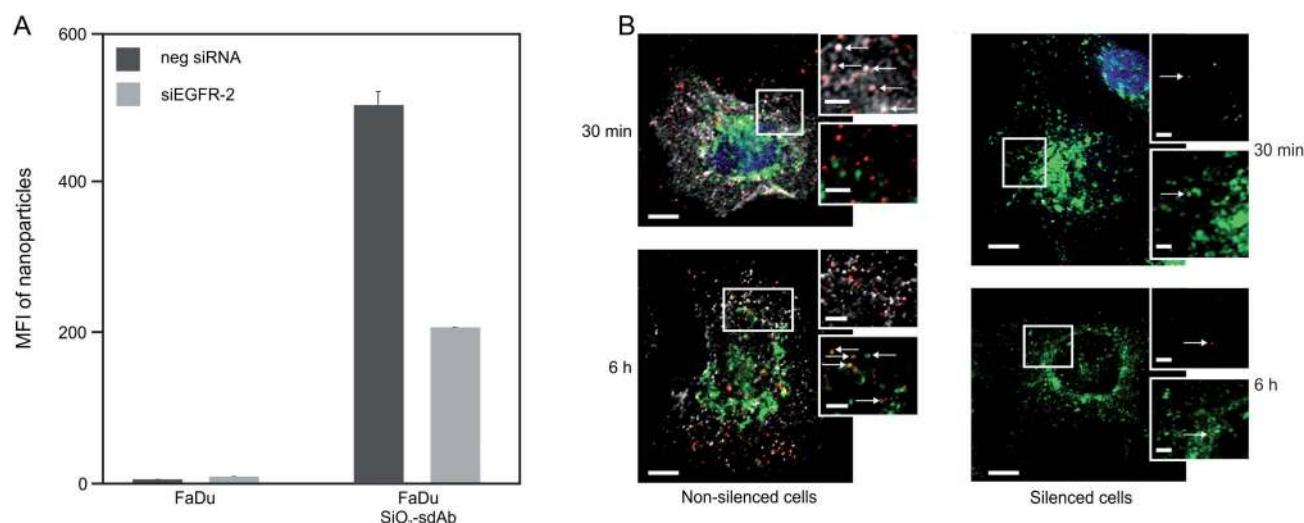 A
600
400
200
0
MFI of nanoparticles
neg siRNA
siEGFR-2
FaDu
FaDu
SiO₂-sdAb
B
30 min
6 h
Non-silenced cells
30 min
6 h
Silenced cells